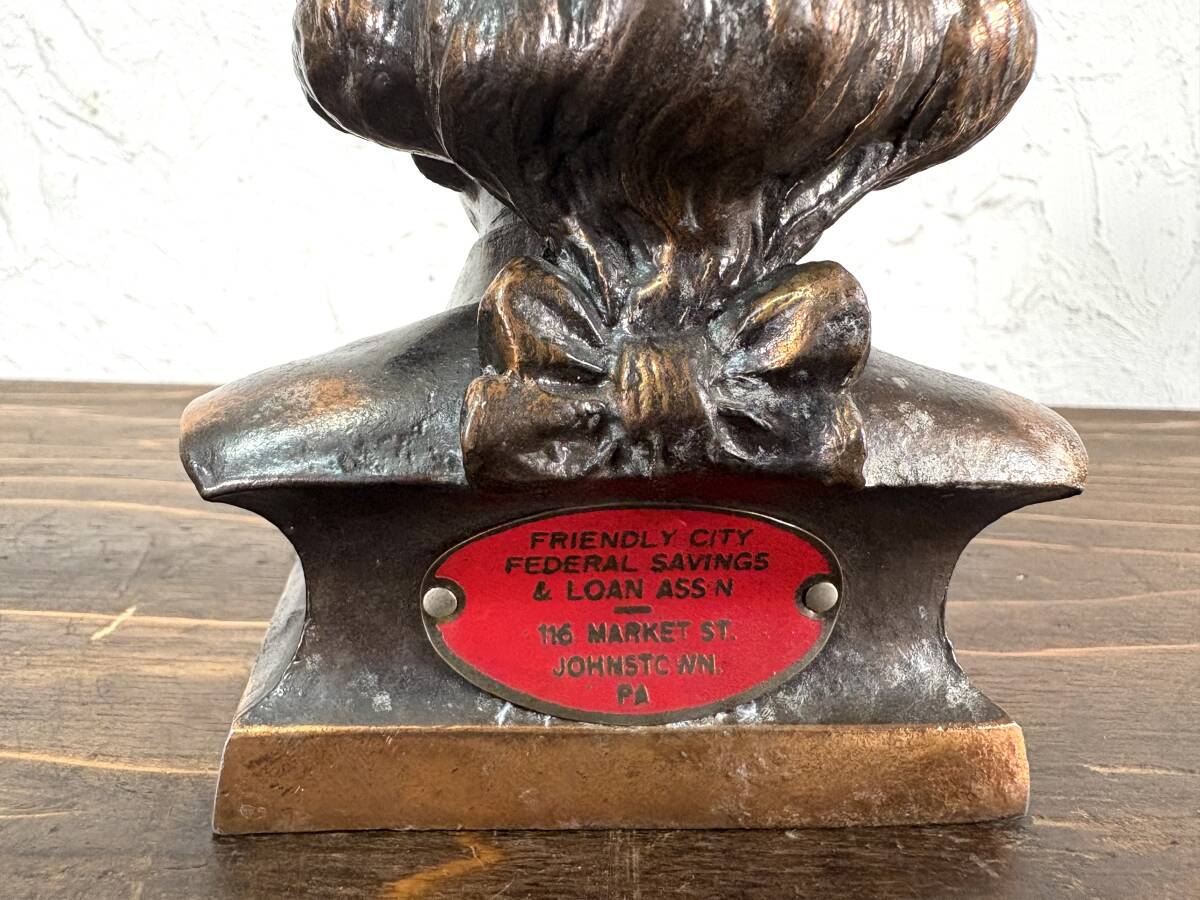 FRIENDLY CITY
FEDERAL SAVINGS
& LOAN ASS'N
116 MARKET ST.
JOHNSTOWN.
PA